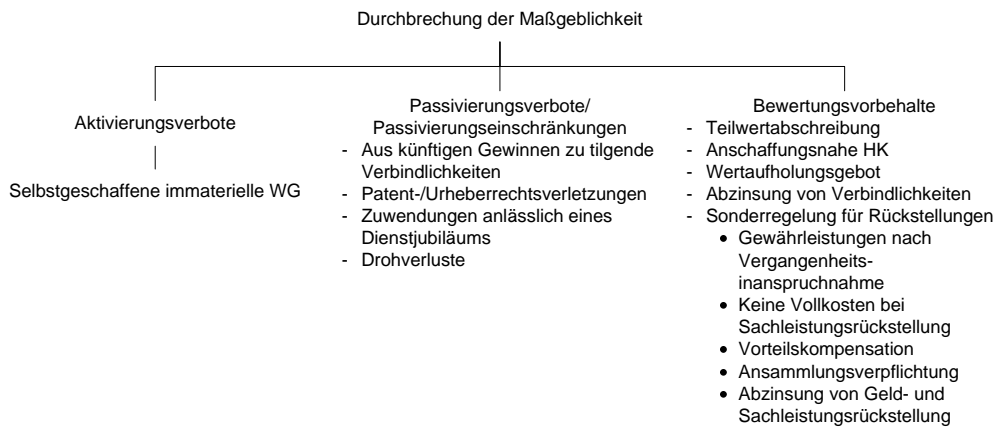 Durchbrechung der Maßgeblichkeit
Aktivierungsverbote
Selbstgeschaffene immaterielle WG
Passivierungsverbote/
Passivierungseinschränkungen
- Aus künftigen Gewinnen zu tilgende
Verbindlichkeiten
- Patent-/Urheberrechtsverletzungen
- Zuwendungen anlässlich eines
Dienstjubiläums
- Drohverluste
Bewertungsvorbehalte
- Teilwertabschreibung
- Anschaffungsnahe HK
- Wertaufholungsgebot
- Abzinsung von Verbindlichkeiten
- Sonderregelung für Rückstellungen
• Gewährleistungen nach
Vergangenheits-
inanspruchnahme
• Keine Vollkosten bei
Sachleistungsrückstellung
• Vorteilskompensation
• Ansammlungsverpflichtung
• Abzinsung von Geld- und
Sachleistungsrückstellung